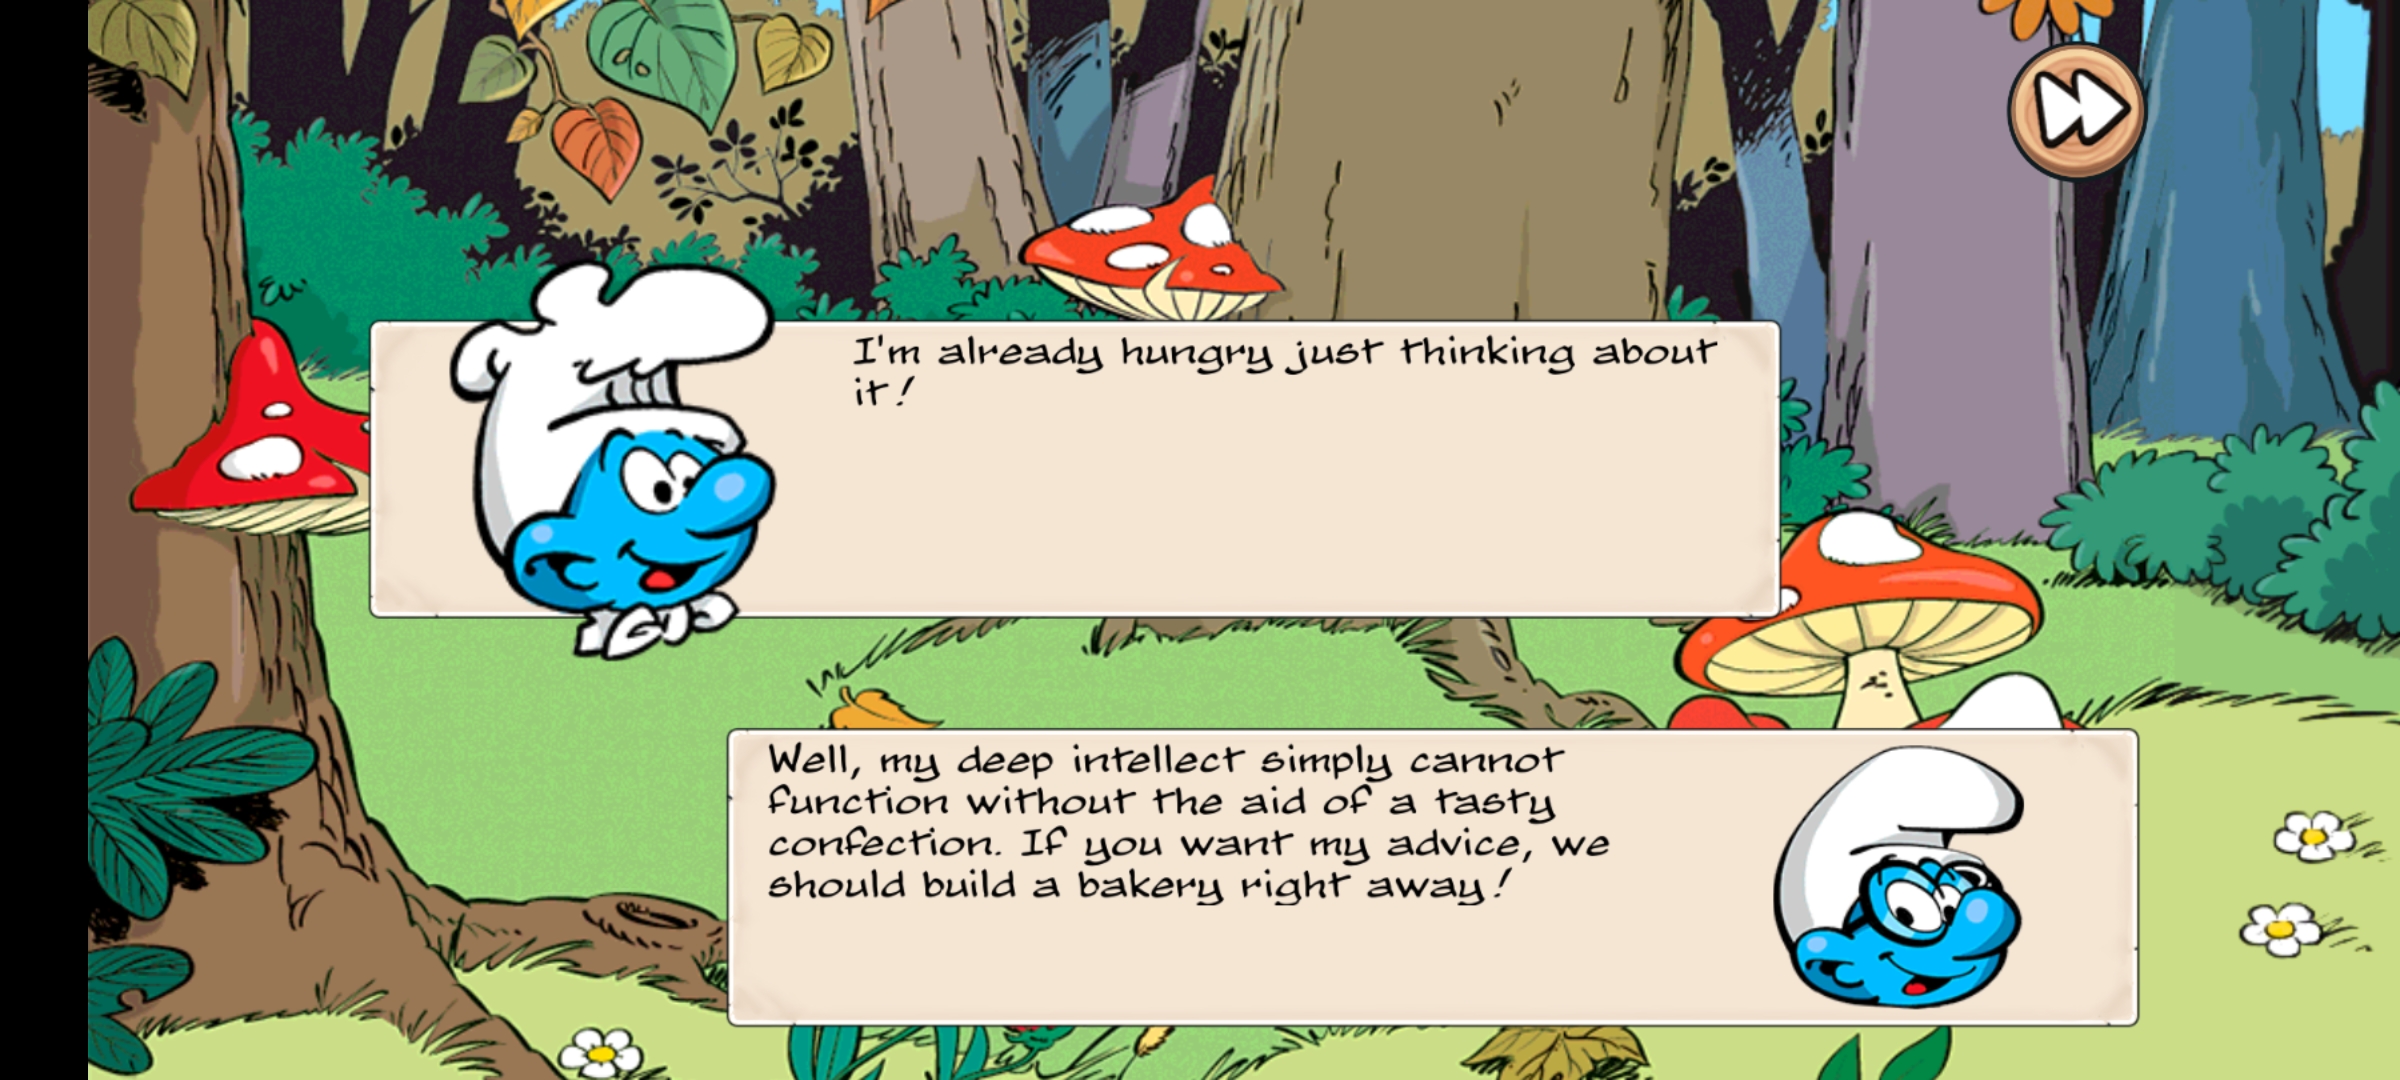 I'm already hungry just thinking about
it!
Well, my deep intellect simply cannot
function without the aid of a tasty
confection. If you want my advice, we
should build a bakery right away!